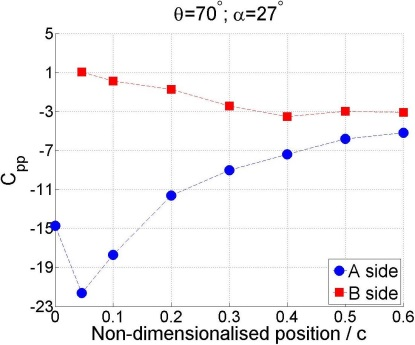 θ=70°; α=27°
5
1
-3
-7
-11
-15
-19
-23
C_pp
0 0.1 0.2 0.3 0.4 0.5 0.6
Non-dimensionalised position / c
A side
B side